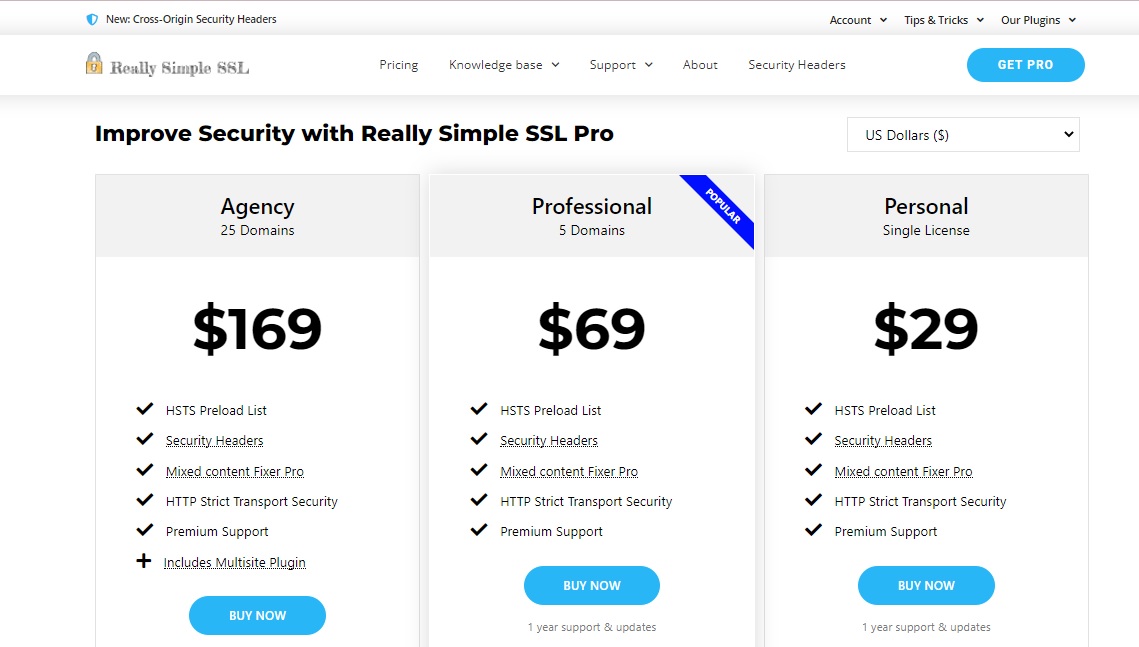 New: Cross-Origin Security Headers
Account
Tips & Tricks
Our Plugins
Really Simple SSL
Pricing
Knowledge base
Support
About
Security Headers
GET PRO
Improve Security with Really Simple SSL Pro
US Dollars ($)
Agency
25 Domains
$169
HSTS Preload List
Security Headers
Mixed content Fixer Pro
HTTP Strict Transport Security
Premium Support
Includes Multisite Plugin
BUY NOW
Professional
5 Domains
POPULAR
$69
HSTS Preload List
Security Headers
Mixed content Fixer Pro
HTTP Strict Transport Security
Premium Support
BUY NOW
1 year support & updates
Personal
Single License
$29
HSTS Preload List
Security Headers
Mixed content Fixer Pro
HTTP Strict Transport Security
Premium Support
BUY NOW
1 year support & updates